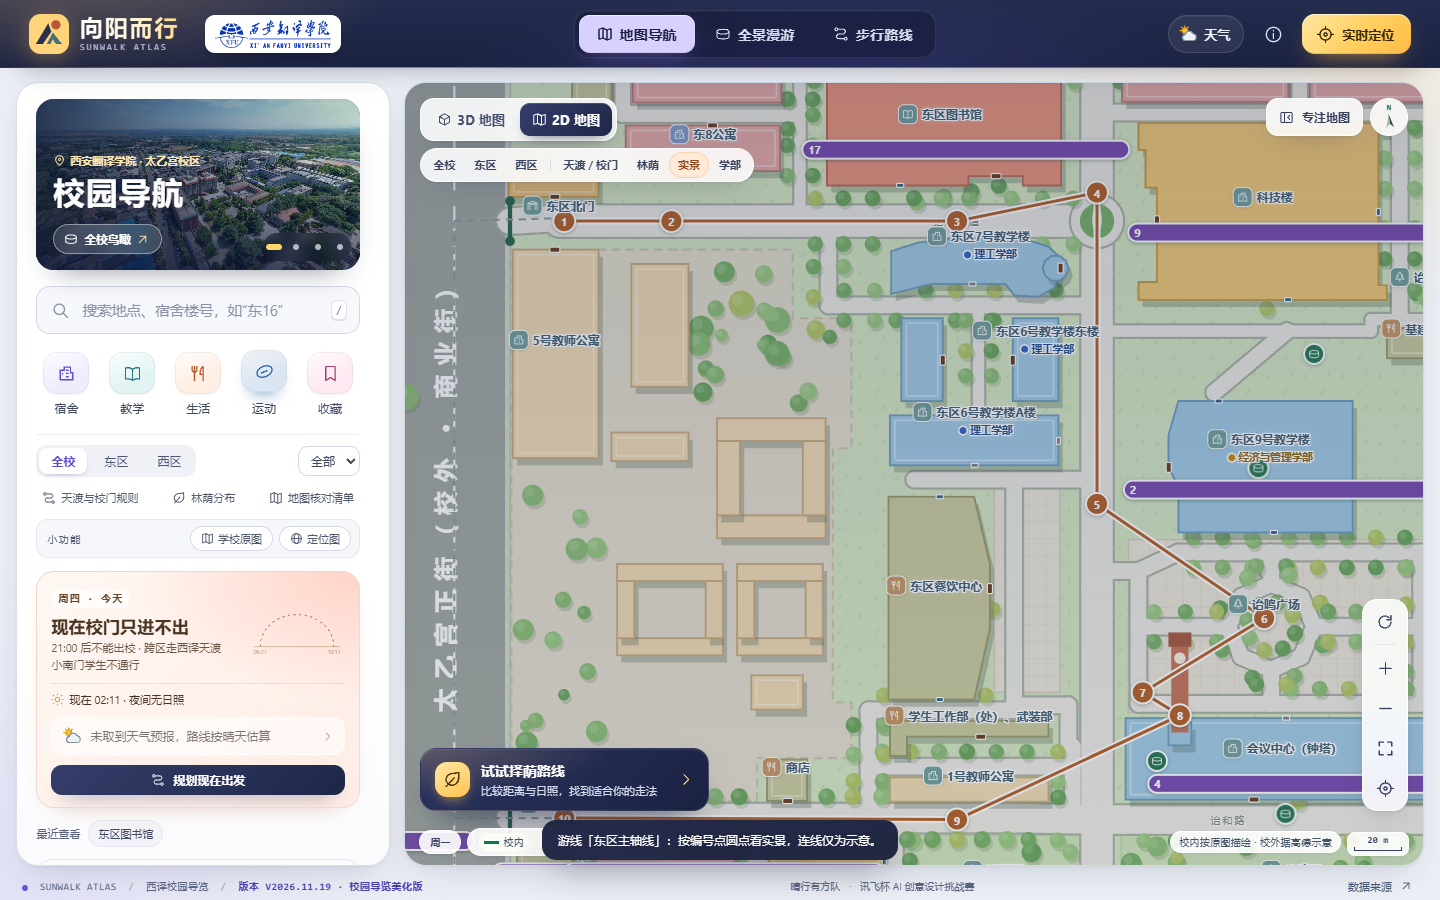 向阳而行
SUNWALK ATLAS
西安翻译学院
XI' AN FANYI UNIVERSITY
地图导航
全景漫游
步行路线
天气
实时定位
西安翻译学院 · 太乙宫校区
校园导航
全校鸟瞰
搜索地点、宿舍楼号，如“东16”
/
宿舍
教学
生活
运动
收藏
全校
东区
西区
全部
天渡与校门规则
林荫分布
地图核对清单
小功能
学校原图
定位图
周四 · 今天
现在校门只进不出
21:00 后不能出校 · 跨区走西译天渡
小南门学生不通行
现在 02:11 · 夜间无日照
未取到天气预报，路线按晴天估算
规划现在出发
最近查看
东区图书馆
3D 地图
2D 地图
全校
东区
西区
天渡 / 校门
林荫
实景
学部
专注地图
N
东8公寓
东区图书馆
17
科技楼
9
东区北门
1
2
3
4
东区7号教学楼
理工学部
5号教师公寓
东区6号教学楼东楼
理工学部
东区6号教学楼A楼
理工学部
东区9号教学楼
经济与管理学部
2
5
太乙宫正街（校外·商业街）
东区餐饮中心
诒鸣广场
6
7
8
学生工作部（处）、武装部
会议中心（钟塔）
4
商店
1号教师公寓
9
10
诒和路
试试择荫路线
比较距离与日照，找到适合你的走法
周一
校内
游线「东区主轴线」：按编号点圆点看实景，连线仅为示意。
校内按原图描绘 · 校外据高德示意
20 m
SUNWALK ATLAS / 西译校园导览 / 版本 V2026.11.19 · 校园导览美化版
晴行有方队 · 讯飞杯 AI 创意设计挑战赛
数据来源